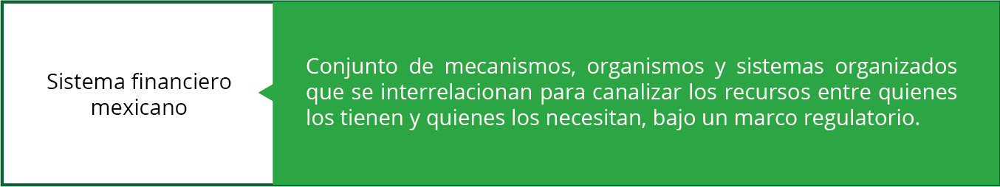 Sistema financiero
mexicano
Conjunto de mecanismos, organismos y sistemas organizados
que se interrelacionan para canalizar los recursos entre quienes
los tienen y quienes los necesitan, bajo un marco regulatorio.